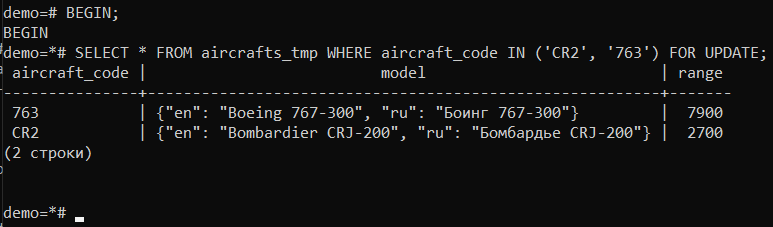 demo=# BEGIN;
BEGIN
demo=*# SELECT * FROM aircrafts_tmp WHERE aircraft_code IN ('CR2', '763') FOR UPDATE;
 aircraft_code |                          model                           | range
---------------+----------------------------------------------------------+-------
 763           | {"en": "Boeing 767-300", "ru": "Боинг 767-300"}          |  7900
 CR2           | {"en": "Bombardier CRJ-200", "ru": "Бомбардье CRJ-200"} |  2700
(2 строки)
demo=*#